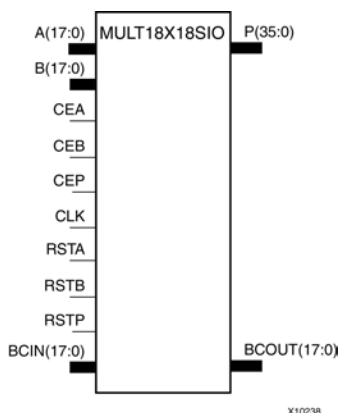 A(17:0) MULT18X18SIO P(35:0)
B(17:0)
CEA
CEB
CEP
CLK
RSTA
RSTB
RSTP
BCIN(17:0) BCOUT(17:0)
X10238